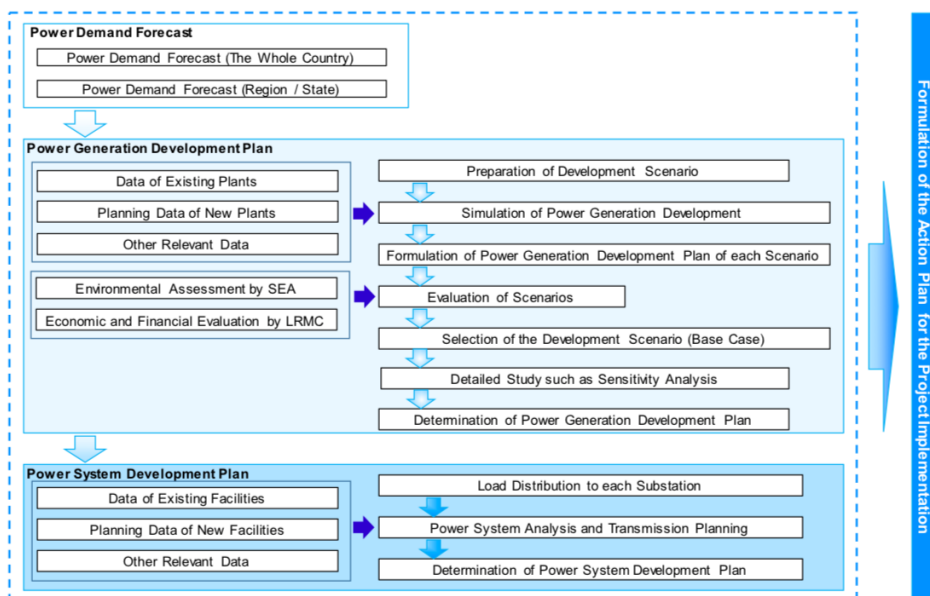 Power Demand Forecast
Power Demand Forecast (The Whole Country)
Power Demand Forecast (Region / State)
Power Generation Development Plan
Data of Existing Plants
Planning Data of New Plants
Other Relevant Data
Environmental Assessment by SEA
Economic and Financial Evaluation by LRMC
Preparation of Development Scenario
Simulation of Power Generation Development
Formulation of Power Generation Development Plan of each Scenario
Evaluation of Scenarios
Selection of the Development Scenario (Base Case)
Detailed Study such as Sensitivity Analysis
Determination of Power Generation Development Plan
Power System Development Plan
Data of Existing Facilities
Planning Data of New Facilities
Other Relevant Data
Load Distribution to each Substation
Power System Analysis and Transmission Planning
Determination of Power System Development Plan
Formulation of the Action Plan for the Project Implementation